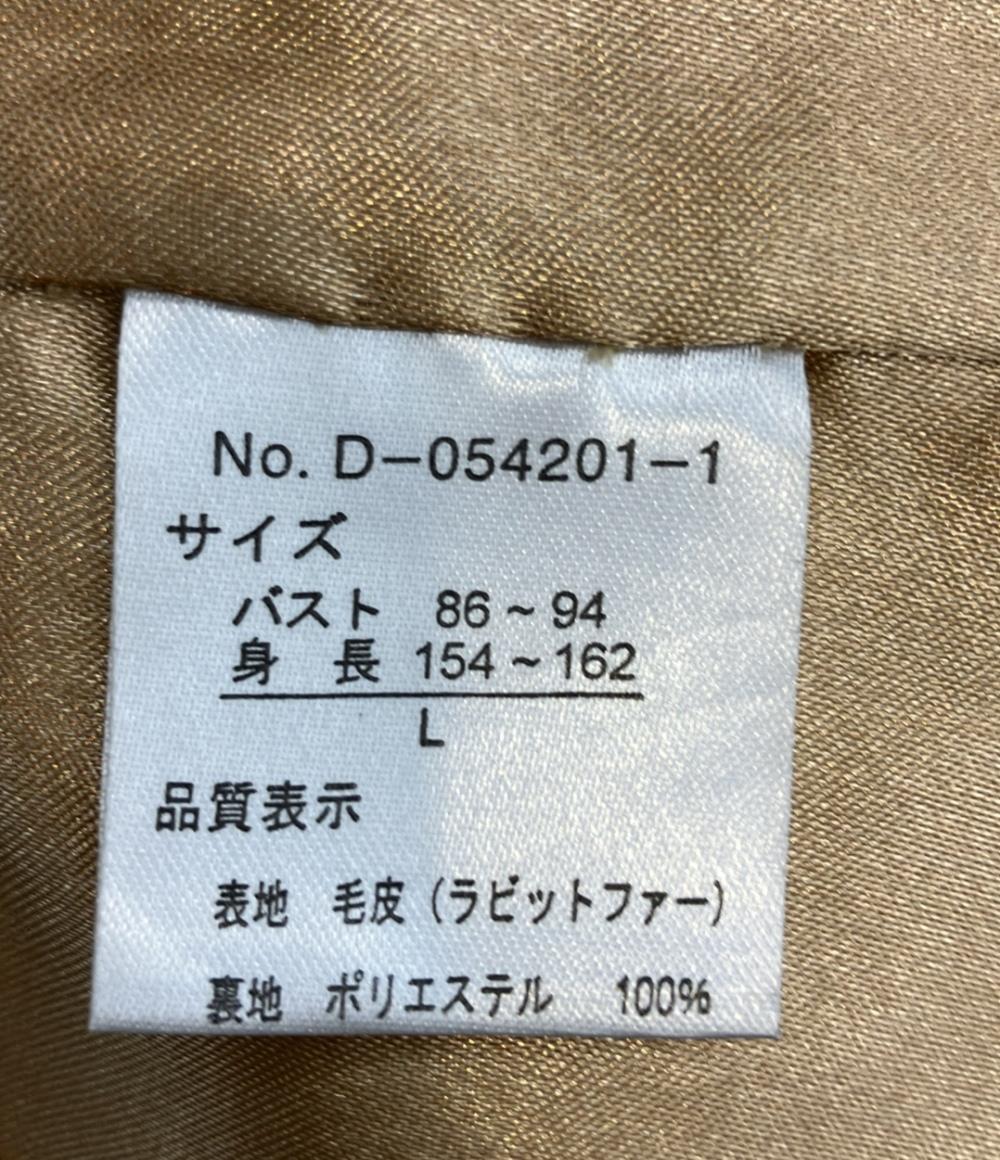 No. D−054201−1
サイズ
バスト 86～94
身 長 154～162
L
品質表示
表地 毛皮（ラビットファー）
裏地 ポリエステル 100%